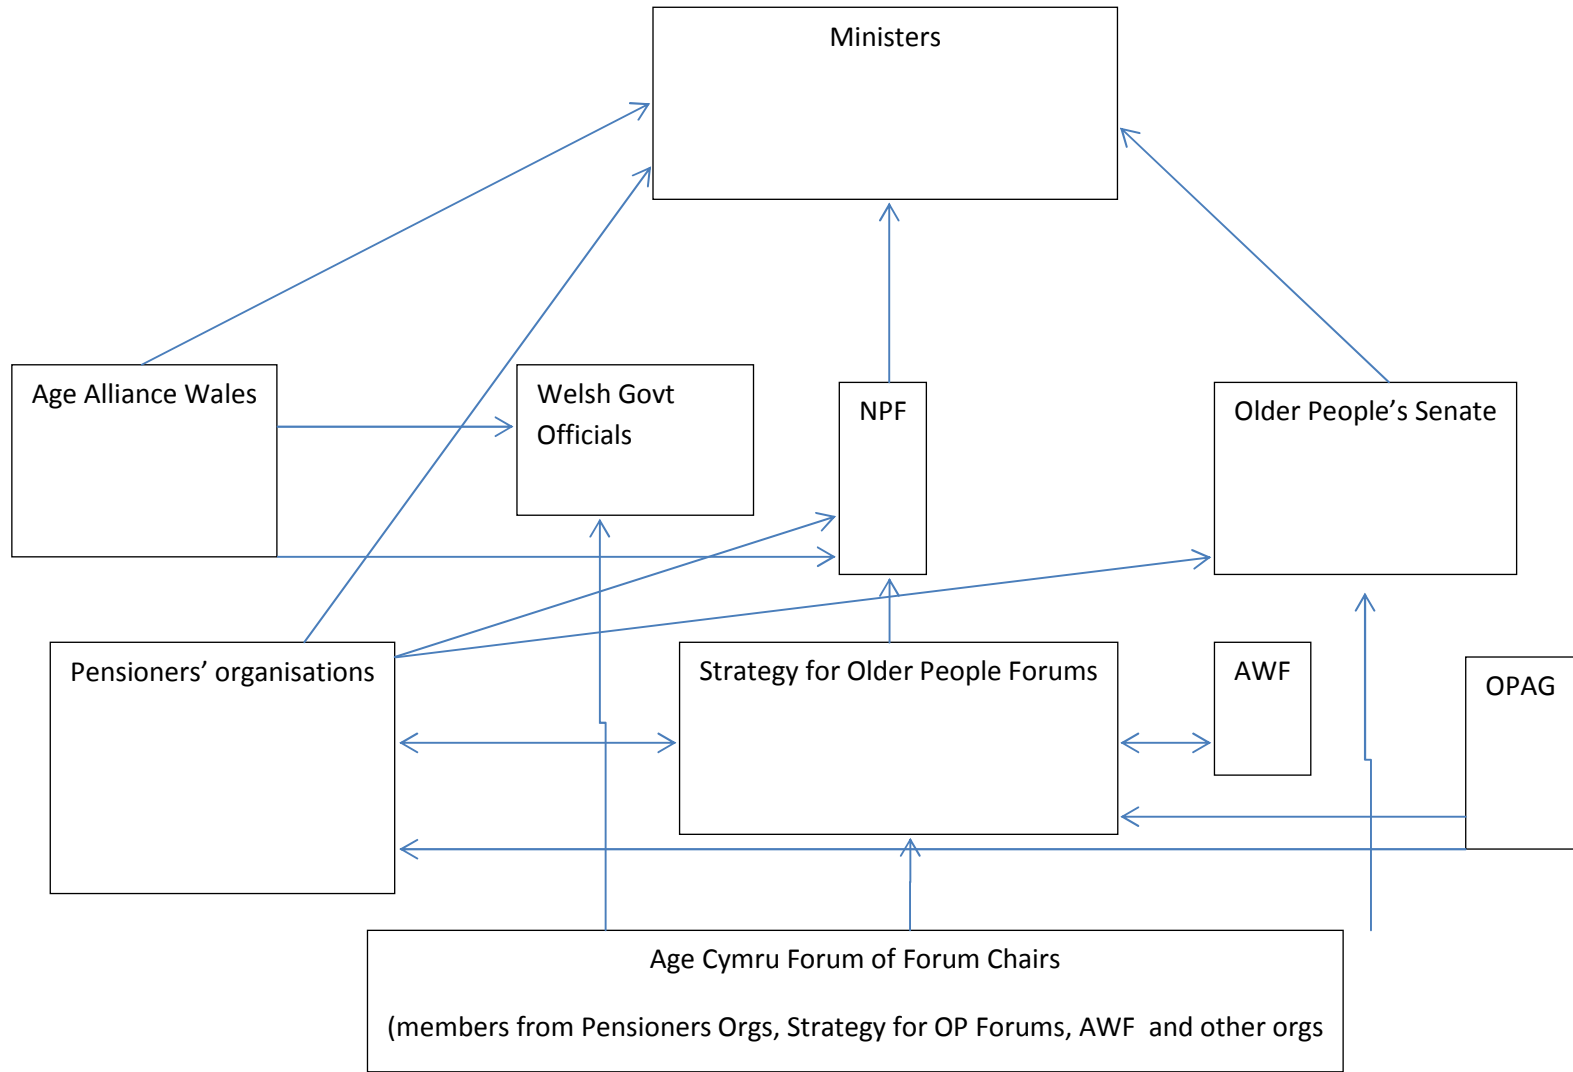 Ministers
Age Alliance Wales
Welsh Govt
Officials
NPF
Older People’s Senate
Pensioners’ organisations
Strategy for Older People Forums
AWF
OPAG
Age Cymru Forum of Forum Chairs
(members from Pensioners Orgs, Strategy for OP Forums, AWF  and other orgs